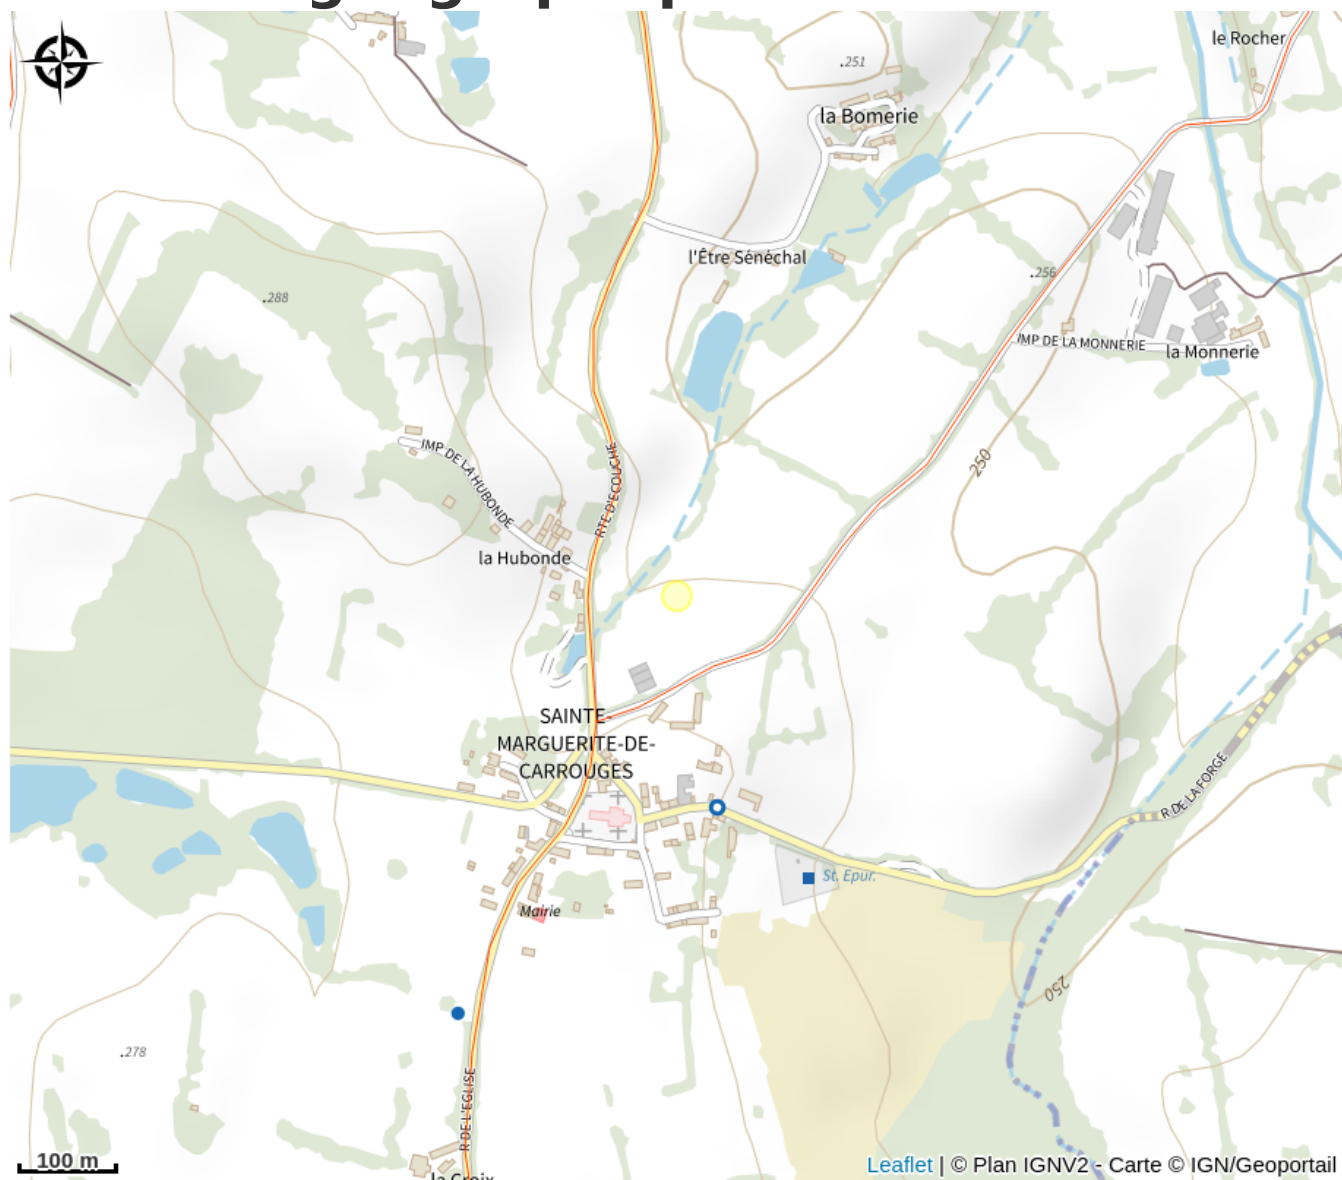 le Rocher
.251
la Bomerie
l'Être Sénéchal
.256
.288
IMP DE LA MONNERIE
la Monnerie
IMP DE LA HUBONDE
RTE D'ECOUCHE
250
la Hubonde
SAINTE-
MARGUERITE-DE-
CARROUGES
R DE LA FORGE
St. Epur.
Mairie
250
.278
R DE L'EGLISE
100 m
la Croix
Leaflet | © Plan IGNV2 - Carte © IGN/Geoportail